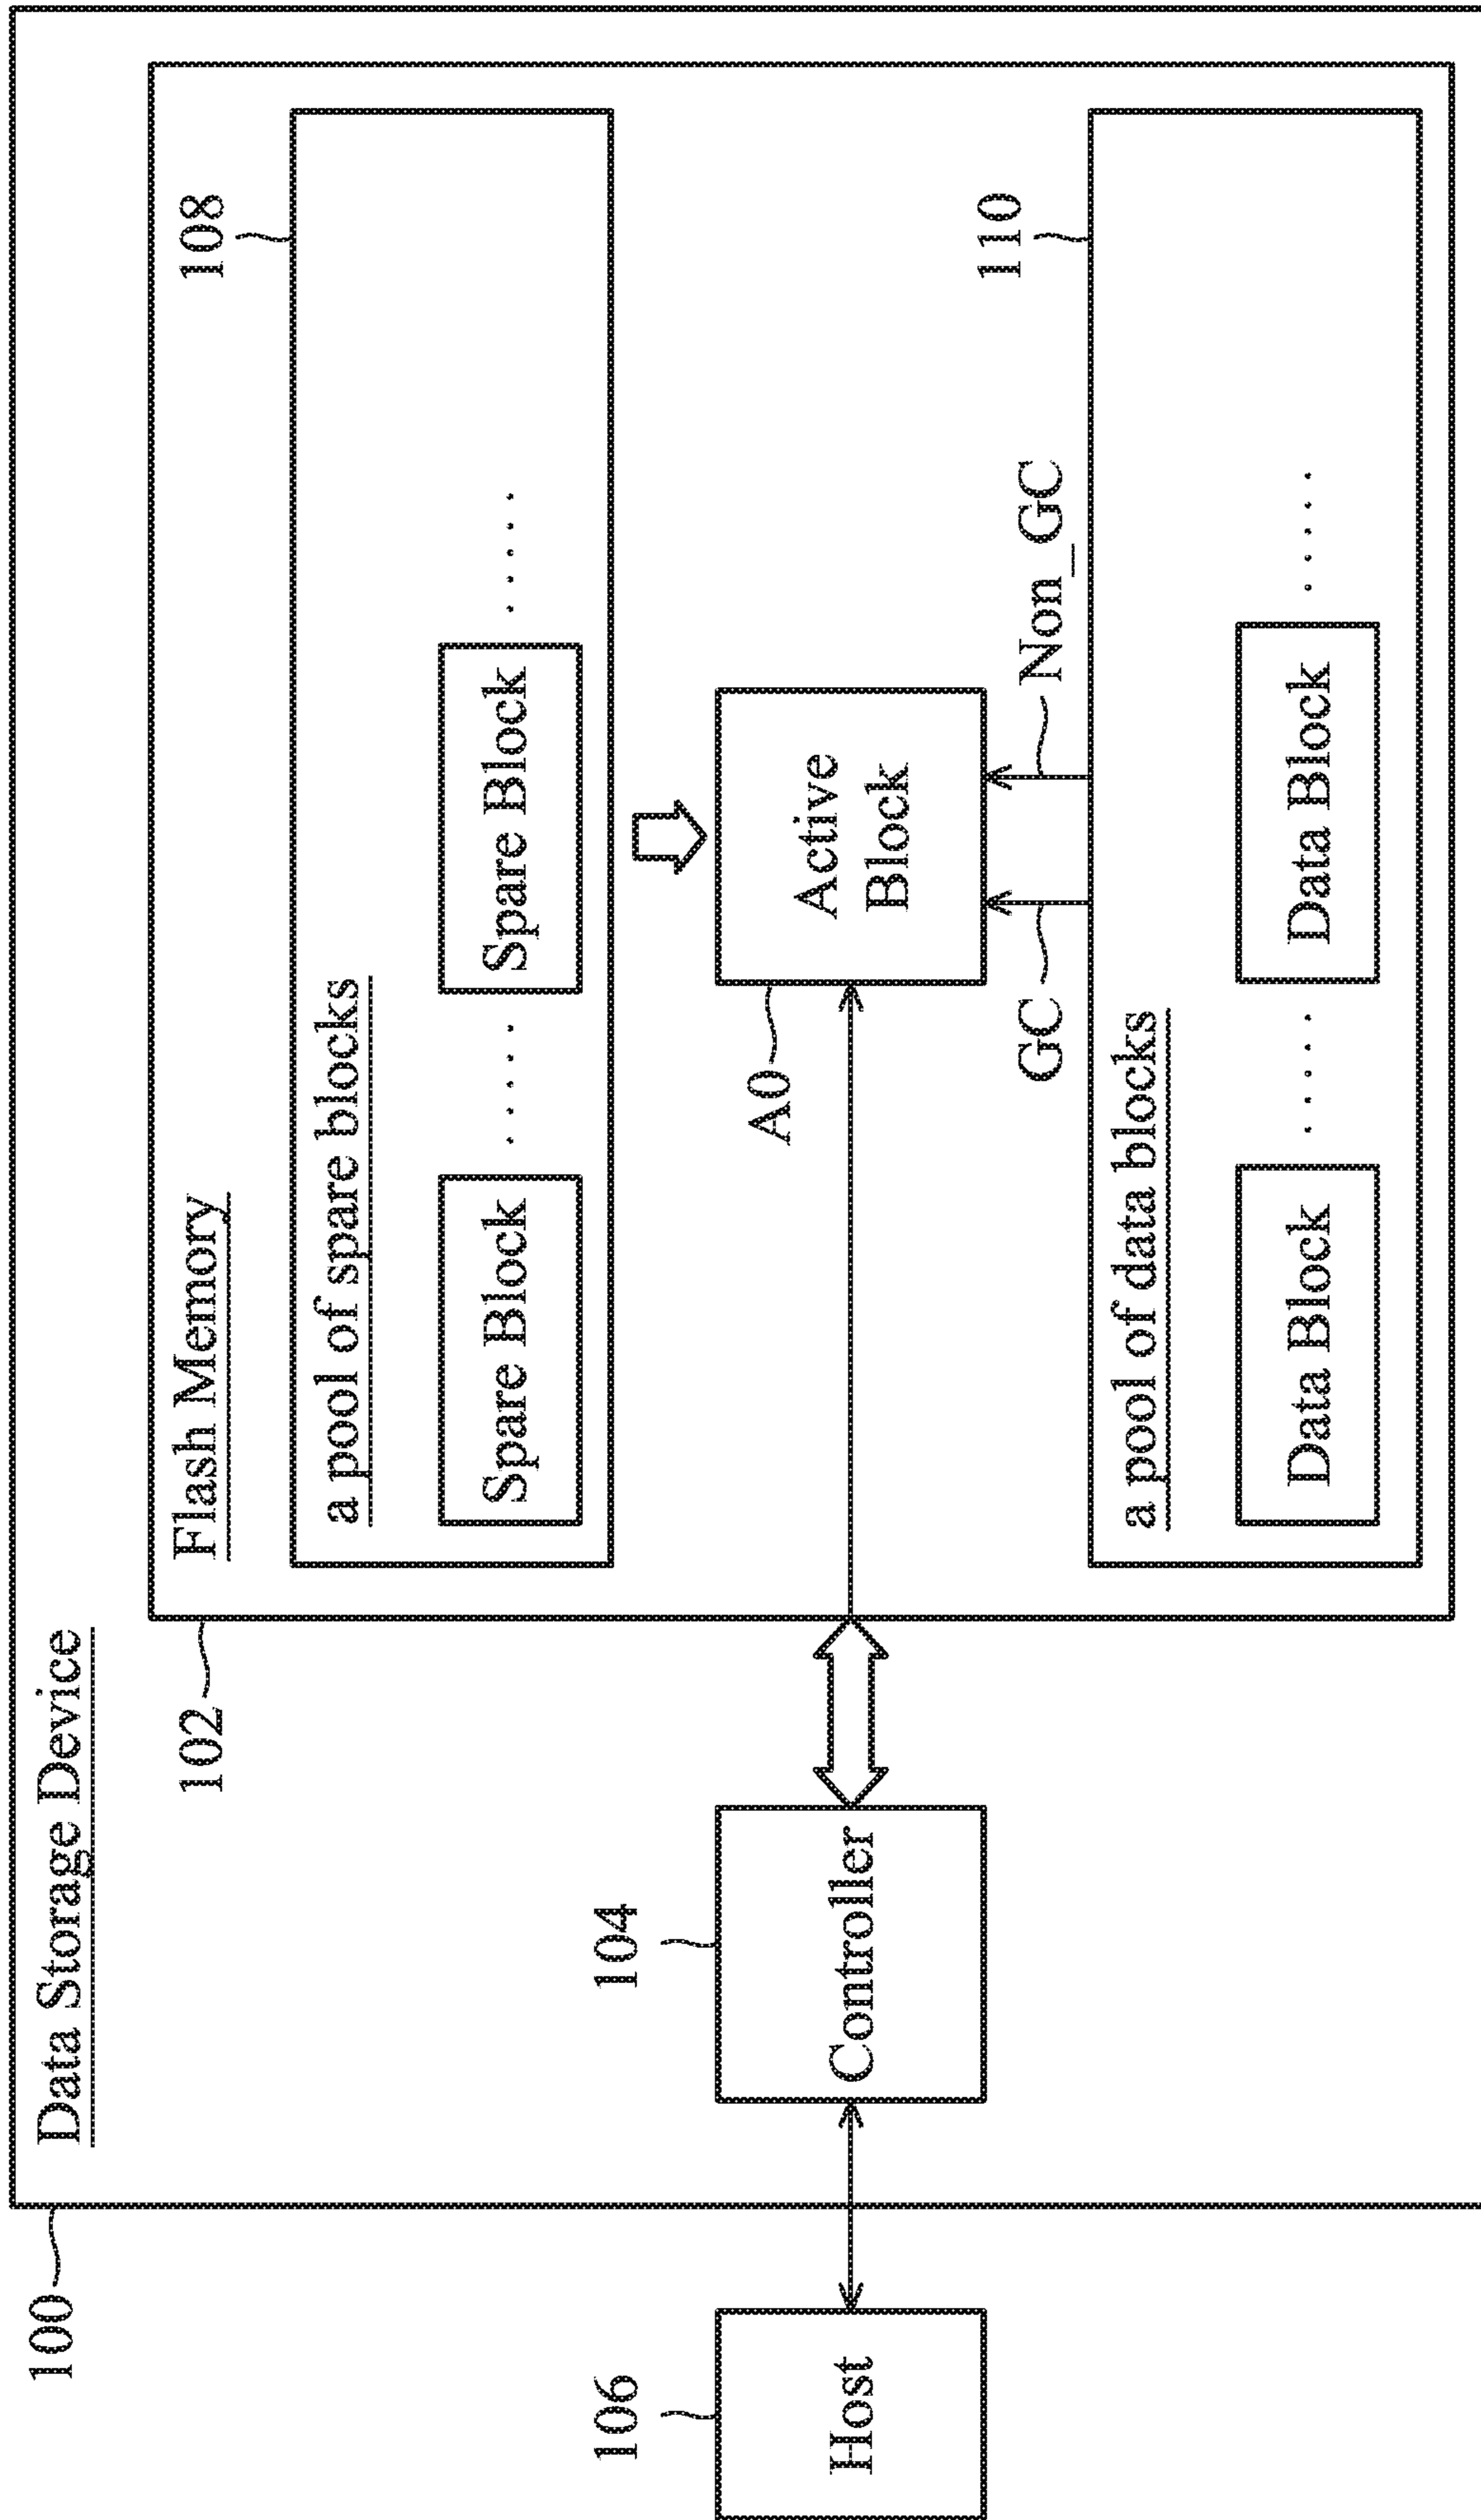 100
Data Storage Device
102
Flash Memory
108
a pool of spare blocks
Spare Block
.....
Spare Block
.....
106
Host
104
Controller
A0
Active
Block
GC
Non_GC
110
a pool of data blocks
Data Block
.....
Data Block
.....